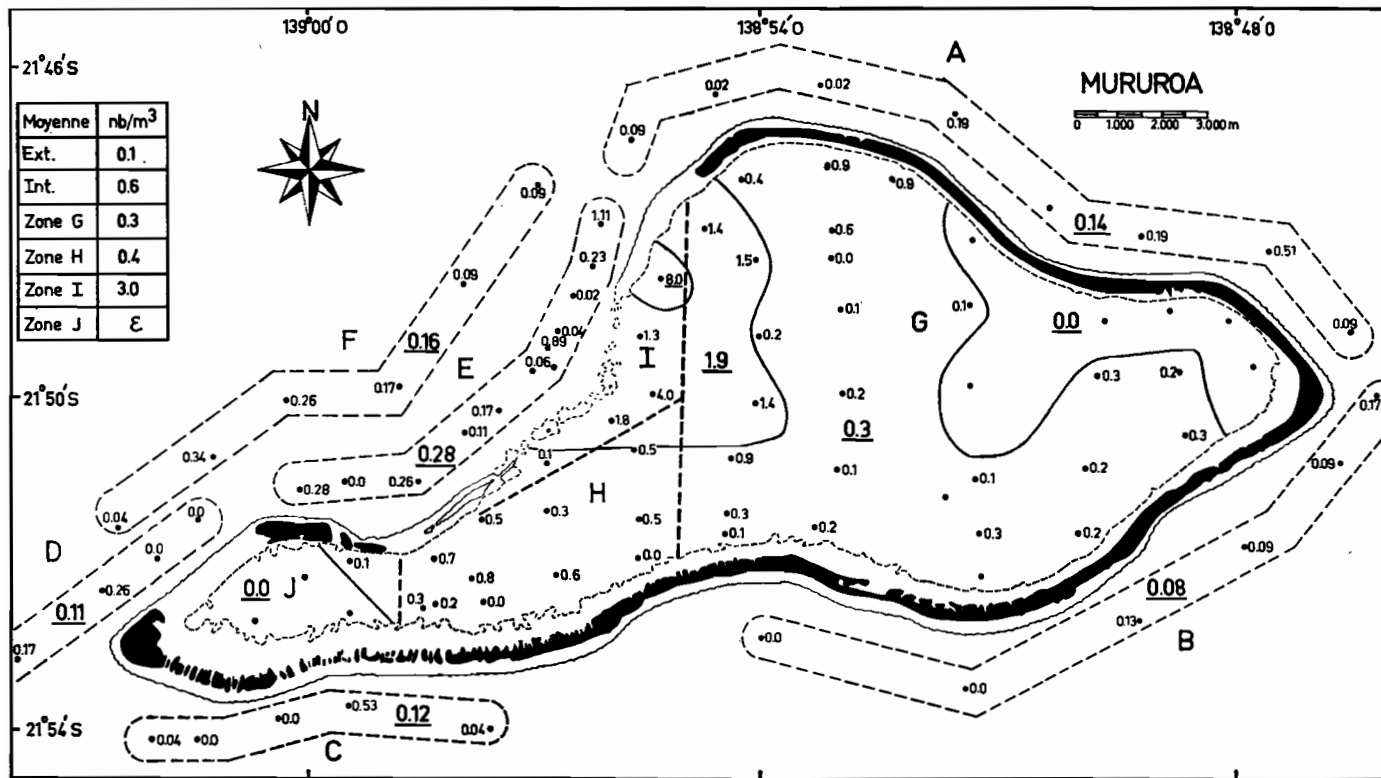 139°00'O 138°54'O 138°48'O
21°46'S
A
MURUROA
0 1.000 2.000 3.000 m
N
Moyenne nb/m³
Ext. 0.1
Int. 0.6
Zone G 0.3
Zone H 0.4
Zone I 3.0
Zone J ε
0.02 0.02
0.19
0.09
0.9
0.09 0.4 0.9
1.11 1.4 0.6 0.14 0.19 0.51
0.23 1.5 0.0
0.09 8.0
0.02 0.1 G 0.1 0.0
F 0.16 0.04 1.3 0.2 0.09
E 0.89 I 1.9
0.06 0.3 0.2
0.17
21°50'S 0.26 0.17 4.0 1.4 0.2 0.17
0.11 1.8 0.3 0.3
0.34 0.28 0.1 0.5 0.9 0.1 0.2 0.09
0.28 0.0 0.26 H 0.1
0.04 0.0 0.5 0.3 0.5 0.3 0.2
0.1 0.3 0.2
D 0.0 0.1 0.7 0.0 0.09
0.26 0.0 J 0.8 0.6 0.08
0.11 0.3 0.2 0.0
0.13
0.17 0.0 B
0.0
0.53
0.0 0.12
21°54'S 0.04 0.0 0.04
C